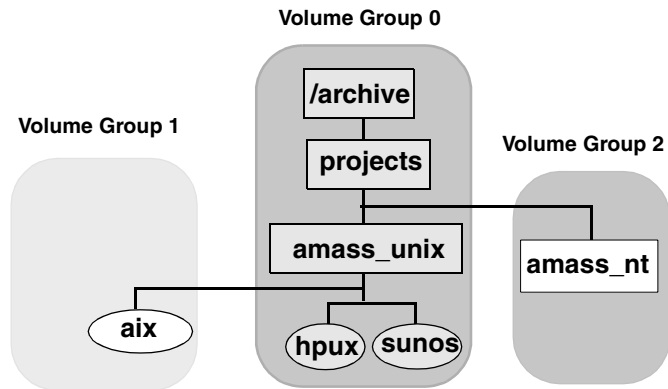 Volume Group 0
/archive
Volume Group 1
projects
Volume Group 2
amass_unix
amass_nt
aix
hpux
sunos